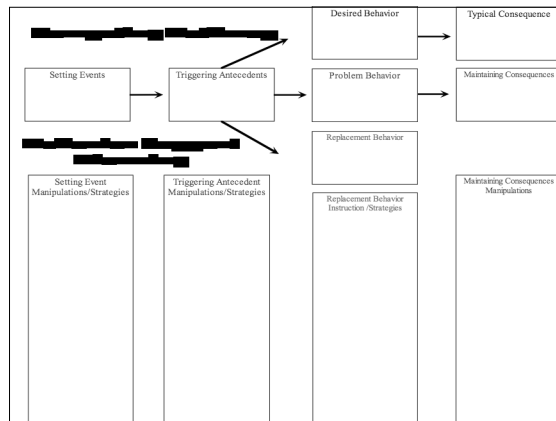 Desired Behavior
Typical Consequence
Setting Events
Triggering Antecedents
Problem Behavior
Maintaining Consequences
Replacement Behavior
Setting Event
Manipulations/Strategies
Triggering Antecedent
Manipulations/Strategies
Replacement Behavior
Instruction /Strategies
Maintaining Consequences
Manipulations